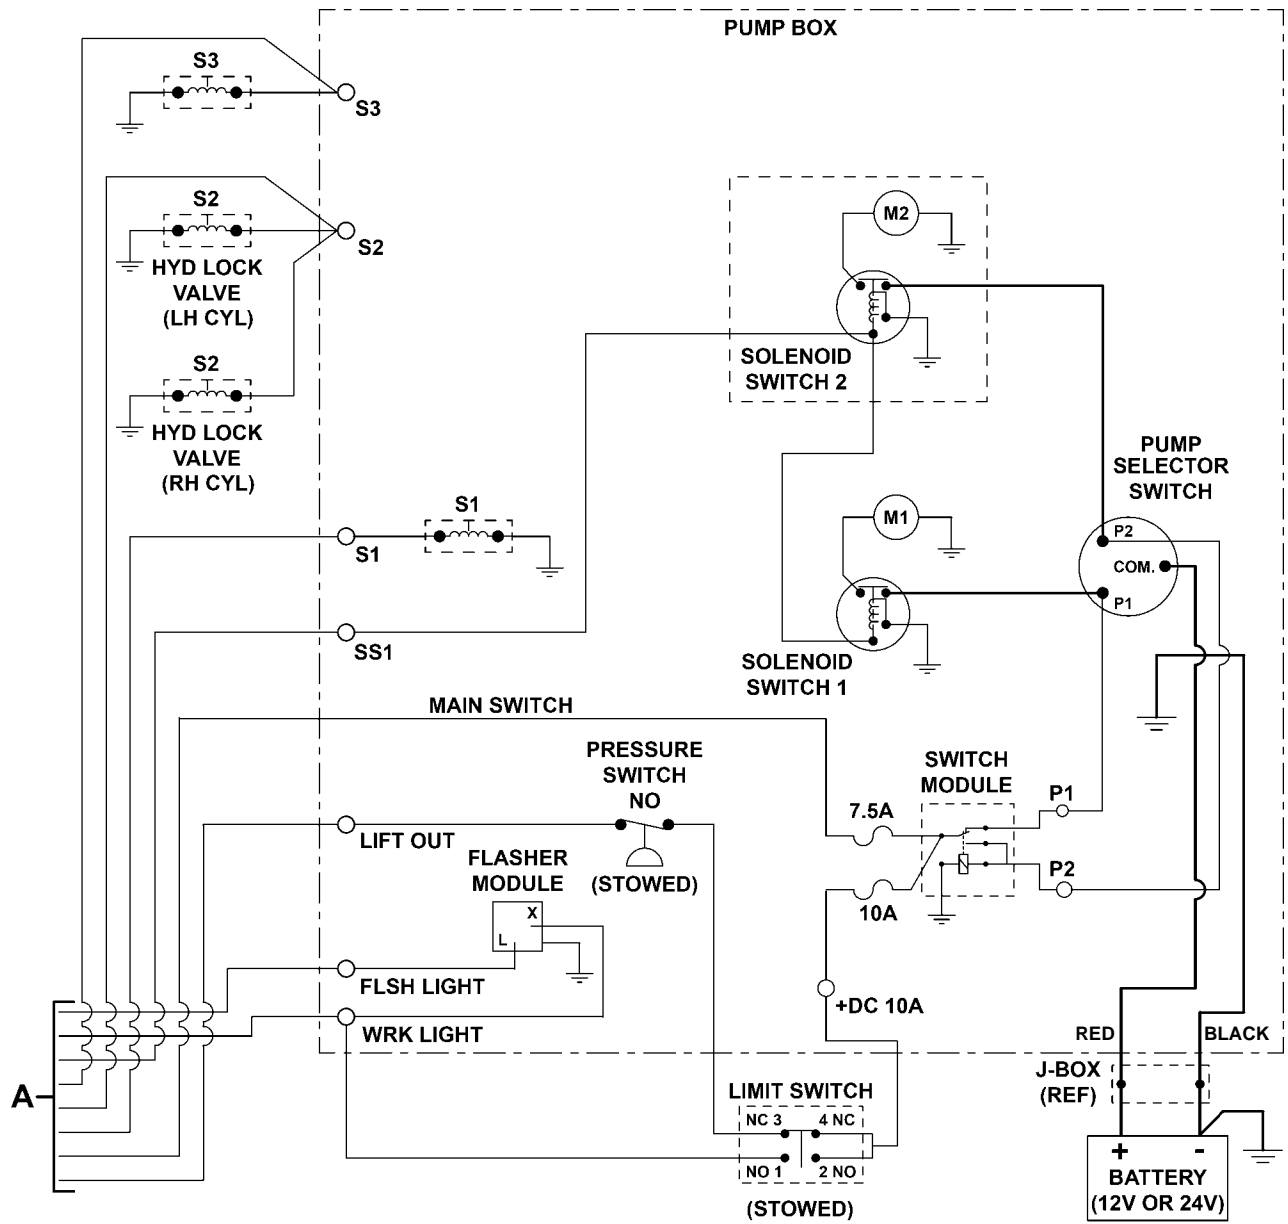 PUMP BOX
S3
S3
S2
S2
HYD LOCK
VALVE
(LH CYL)
S2
HYD LOCK
VALVE
(RH CYL)
M2
SOLENOID
SWITCH 2
PUMP
SELECTOR
SWITCH
P2
COM.
P1
S1
S1
M1
SS1
SOLENOID
SWITCH 1
MAIN SWITCH
PRESSURE
SWITCH
NO
(STOWED)
SWITCH
MODULE
7.5A
10A
P1
P2
LIFT OUT
FLASHER
MODULE
X
L
FLSH LIGHT
WRK LIGHT
+DC 10A
RED
BLACK
J-BOX
(REF)
A
LIMIT SWITCH
NC 3
4 NC
NO 1
2 NO
(STOWED)
+
-
BATTERY
(12V OR 24V)